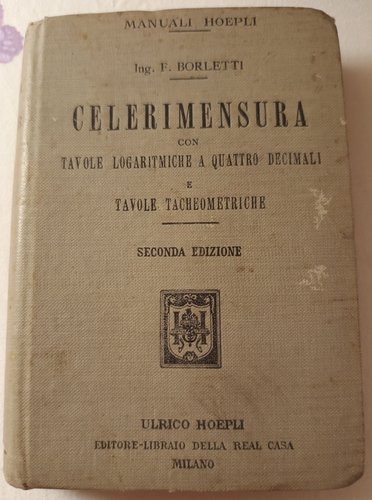 MANUALI HOEPLI
Ing. F. BORLETTI
CELERIMENSURA
CON
TAVOLE LOGARITMICHE A QUATTRO DECIMALI
E
TAVOLE TACHEOMETRICHE
SECONDA EDIZIONE
ULRICO HOEPLI
EDITORE-LIBRAIO DELLA REAL CASA
MILANO